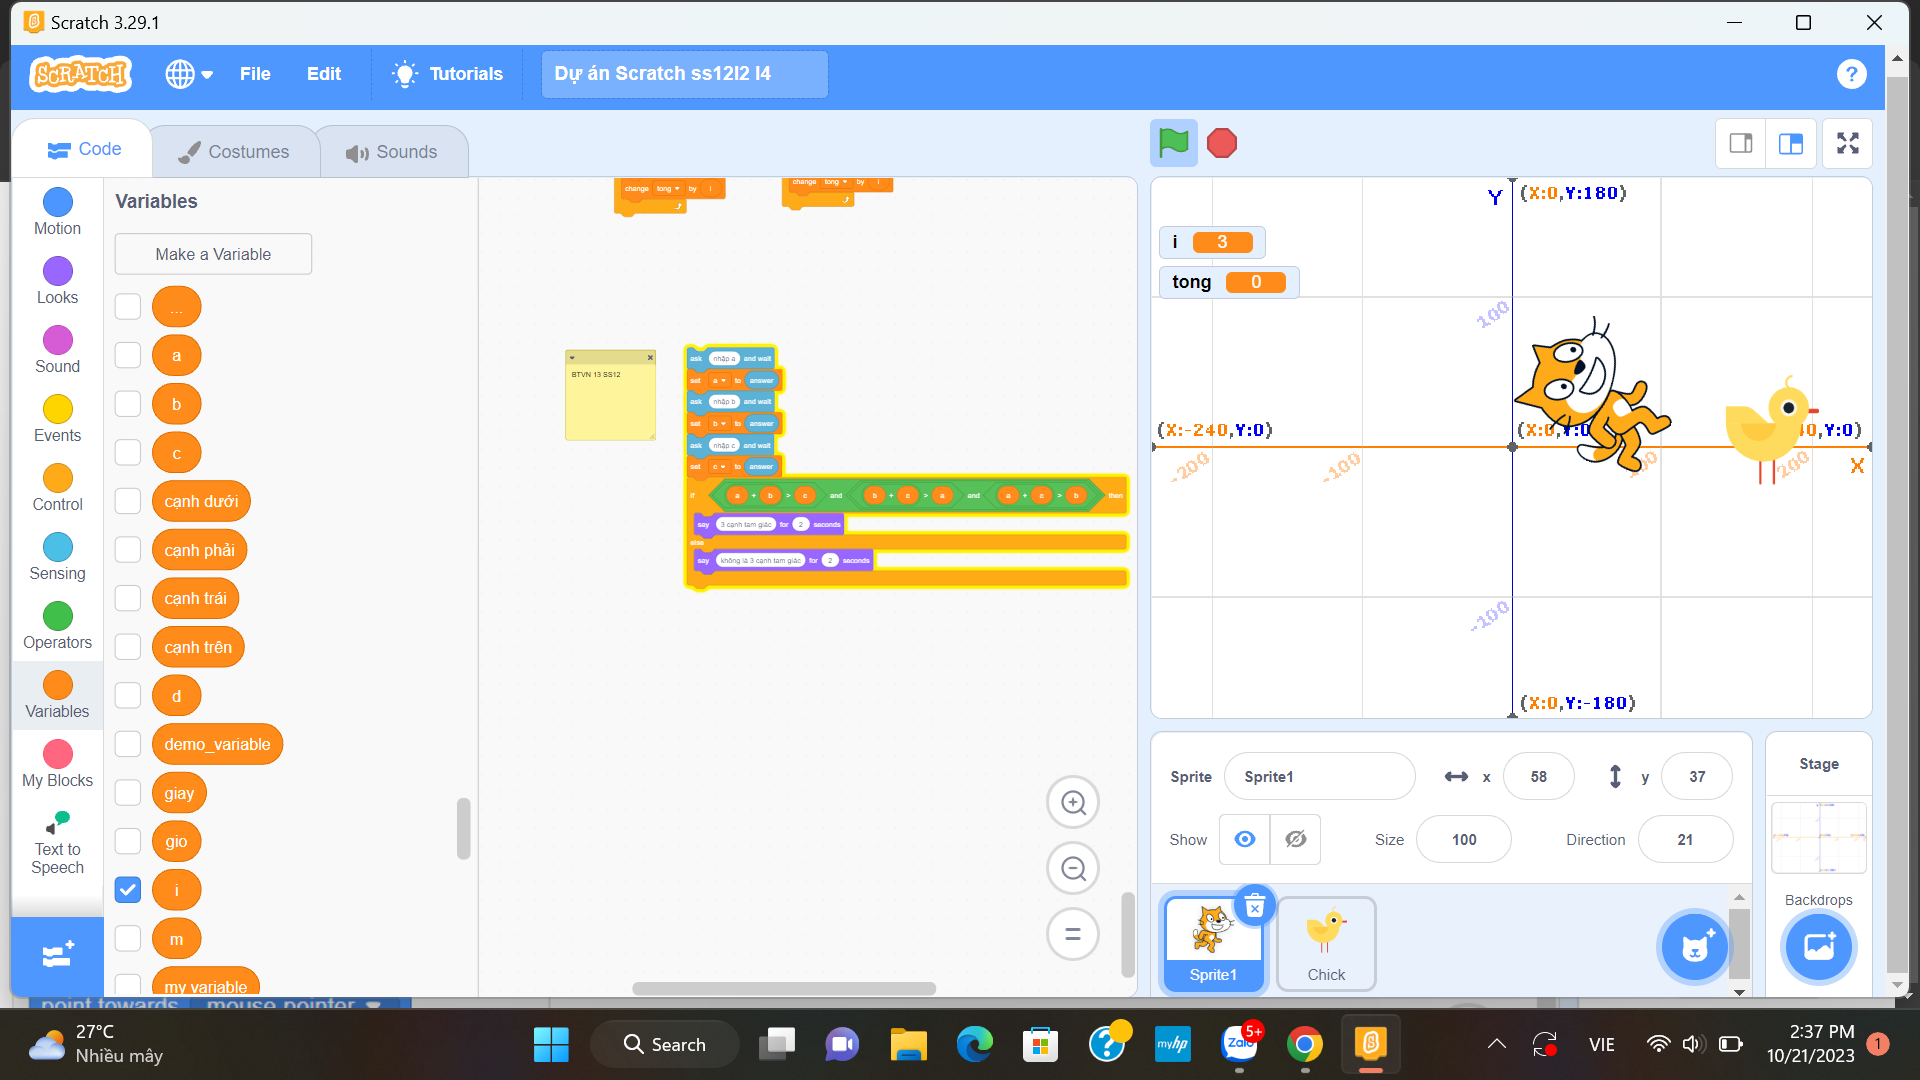 Scratch 3.29.1
SCRATCH
File
Edit
Tutorials
Dự án Scratch ss12l2 l4
?
Code
Costumes
Sounds
Motion
Looks
Sound
Events
Control
Sensing
Operators
Variables
My Blocks
Text to
Speech
Variables
Make a Variable
...
a
b
c
cạnh dưới
cạnh phải
cạnh trái
cạnh trên
d
demo_variable
giay
gio
i
m
my variable
change tong by i
change tong by i
BTVN 13 SS12
ask nhập a and wait
set a to answer
ask nhập b and wait
set b to answer
ask nhập c and wait
set c to answer
if a + b > c and b + c > a and a + c > b then
say 3 cạnh tam giác for 2 seconds
else
say không là 3 cạnh tam giác for 2 seconds
i 3
tong 0
Y
(X:0,Y:180)
100
(X:-240,Y:0)
-200
-100
200
X
-100
(X:0,Y:-180)
Sprite
Sprite1
x
58
y
37
Show
Size
100
Direction
21
Sprite1
Chick
Stage
Backdrops
point towards mouse-pointer
27°C
Nhiều mây
Search
myhp
Zalo
5+
VIE
2:37 PM
10/21/2023
1